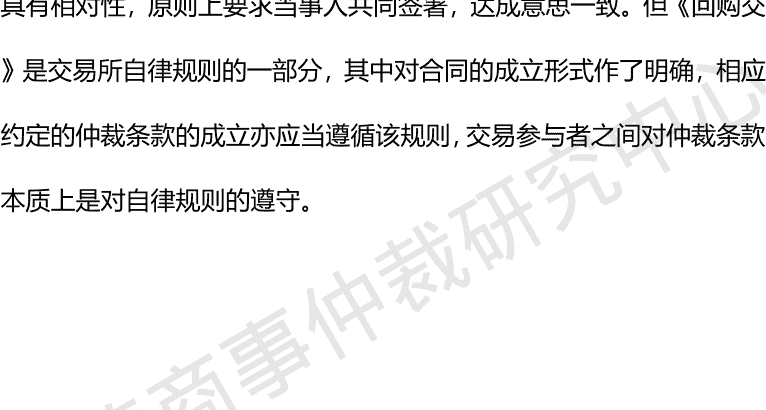 具有相对性，原则上要求当事人共同签署，达成意思一致。但《回购交
》是交易所自律规则的一部分，其中对合同的成立形式作了明确，相应
约定的仲裁条款的成立亦应当遵循该规则，交易参与者之间对仲裁条款
本质上是对自律规则的遵守。
商事仲裁研究中心